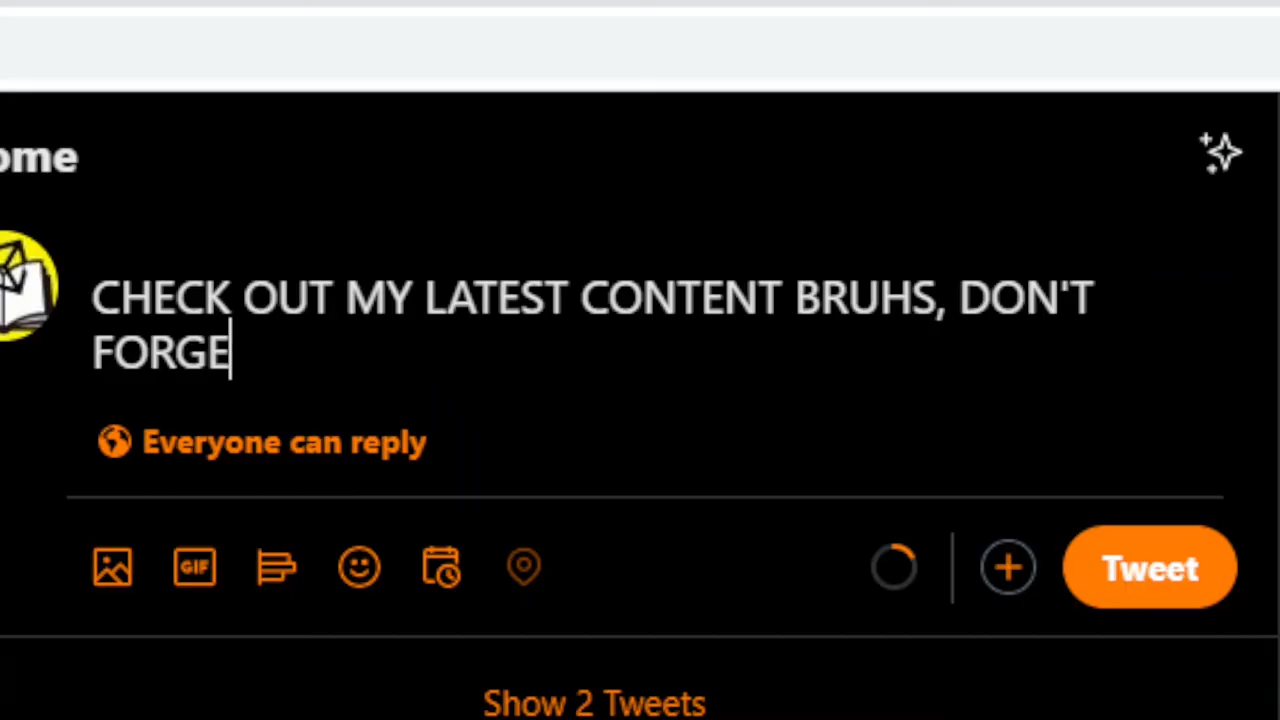 ome
CHECK OUT MY LATEST CONTENT BRUHS, DON'T
FORGE
Everyone can reply
GIF
Tweet
Show 2 Tweets